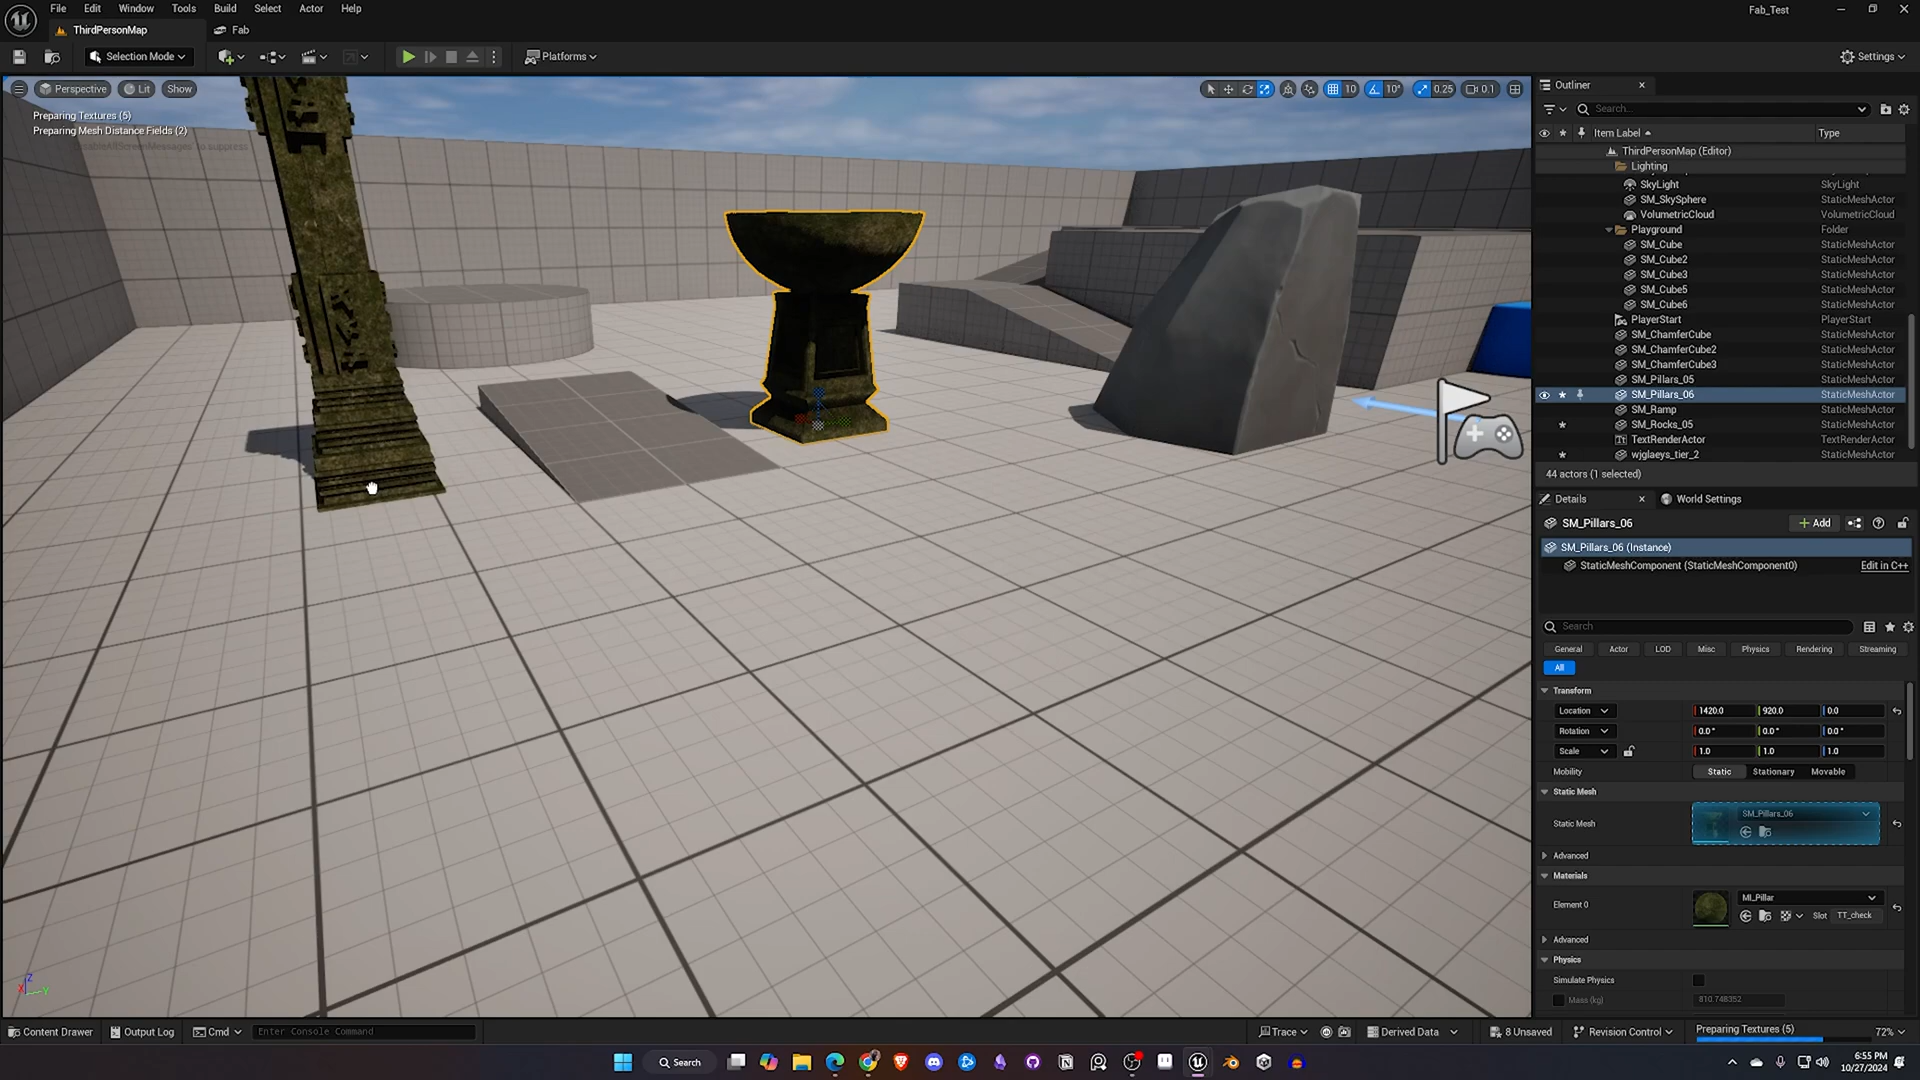 File Edit Window Tools Build Select Actor Help
Fab_Test
ThirdPersonMap
Fab
Selection Mode
Platforms
Settings
Perspective
Lit
Show
10
10°
0.25
0.1
Preparing Textures (5)
Preparing Mesh Distance Fields (2)
Outliner
Search...
Item Label
Type
ThirdPersonMap (Editor)
Lighting
SkyLight SkyLight
SM_SkySphere StaticMeshActor
VolumetricCloud VolumetricCloud
Playground Folder
SM_Cube StaticMeshActor
SM_Cube2 StaticMeshActor
SM_Cube3 StaticMeshActor
SM_Cube5 StaticMeshActor
SM_Cube6 StaticMeshActor
PlayerStart PlayerStart
SM_ChamferCube StaticMeshActor
SM_ChamferCube2 StaticMeshActor
SM_ChamferCube3 StaticMeshActor
SM_Pillars_05 StaticMeshActor
SM_Pillars_06 StaticMeshActor
SM_Ramp StaticMeshActor
SM_Rocks_05 StaticMeshActor
TextRenderActor TextRenderActor
wjglaeys_tier_2 StaticMeshActor
44 actors (1 selected)
Details
World Settings
SM_Pillars_06
Add
SM_Pillars_06 (Instance)
StaticMeshComponent (StaticMeshComponent0)
Edit in C++
Search
General Actor LOD Misc Physics Rendering Streaming
All
Transform
Location 1420.0 920.0 0.0
Rotation 0.0° 0.0° 0.0°
Scale 1.0 1.0 1.0
Mobility Static Stationary Movable
Static Mesh
Static Mesh SM_Pillars_06
Advanced
Materials
Element 0 MI_Pillar
Slot TT_check
Advanced
Physics
Simulate Physics
Mass (kg) 810.748352
Content Drawer
Output Log
Cmd
Enter Console Command
Trace
Derived Data
8 Unsaved
Revision Control
Preparing Textures (5)
72%
Search
6:55 PM
10/27/2024